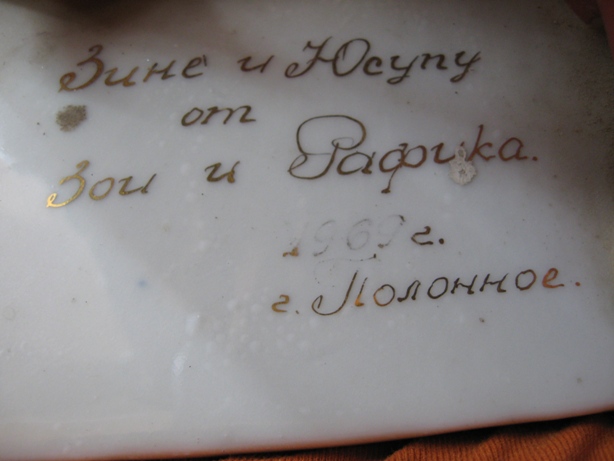 Зине и Юсупу
от
Зои и Рафика.
1969 г.
г. Полонное.